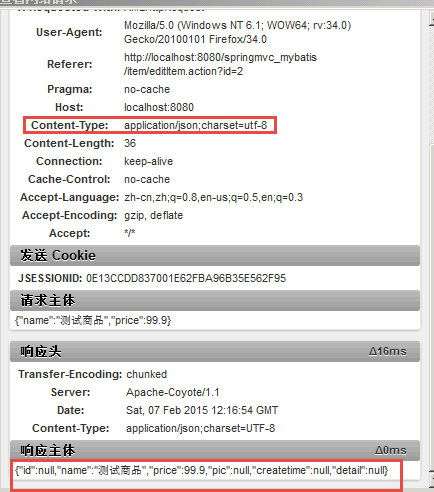 User-Agent: Mozilla/5.0 (Windows NT 6.1; WOW64; rv:34.0)
Gecko/20100101 Firefox/34.0
Referer: http://localhost:8080/springmvc_mybatis
/item/editItem.action?id=2
Pragma: no-cache
Host: localhost:8080
Content-Type: application/json;charset=utf-8
Content-Length: 36
Connection: keep-alive
Cache-Control: no-cache
Accept-Language: zh-cn,zh;q=0.8,en-us;q=0.5,en;q=0.3
Accept-Encoding: gzip, deflate
Accept: */*
发送 Cookie
JSESSIONID: 0E13CCDD837001E62FBA96B35E562F95
请求主体
{"name":"测试商品","price":99.9}
响应头 Δ16ms
Transfer-Encoding: chunked
Server: Apache-Coyote/1.1
Date: Sat, 07 Feb 2015 12:16:54 GMT
Content-Type: application/json;charset=UTF-8
响应主体 Δ0ms
{"id":null,"name":"测试商品","price":99.9,"pic":null,"createtime":null,"detail":null}